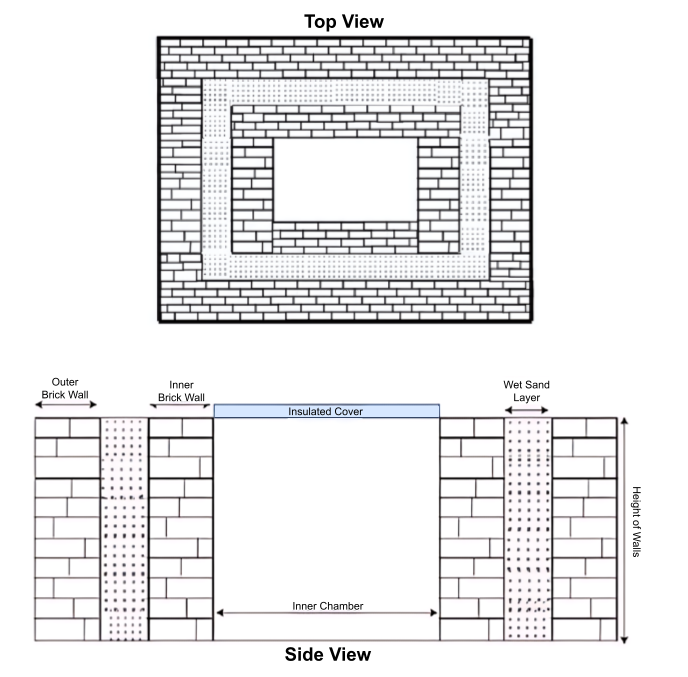 Top View
Outer
Brick Wall
Inner
Brick Wall
Insulated Cover
Wet Sand
Layer
Height of Walls
Inner Chamber
Side View